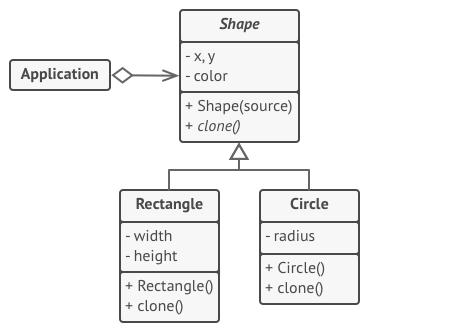 Shape
- x, y
- color
+ Shape(source)
+ clone()
Application
Rectangle
- width
- height
+ Rectangle()
+ clone()
Circle
- radius
+ Circle()
+ clone()